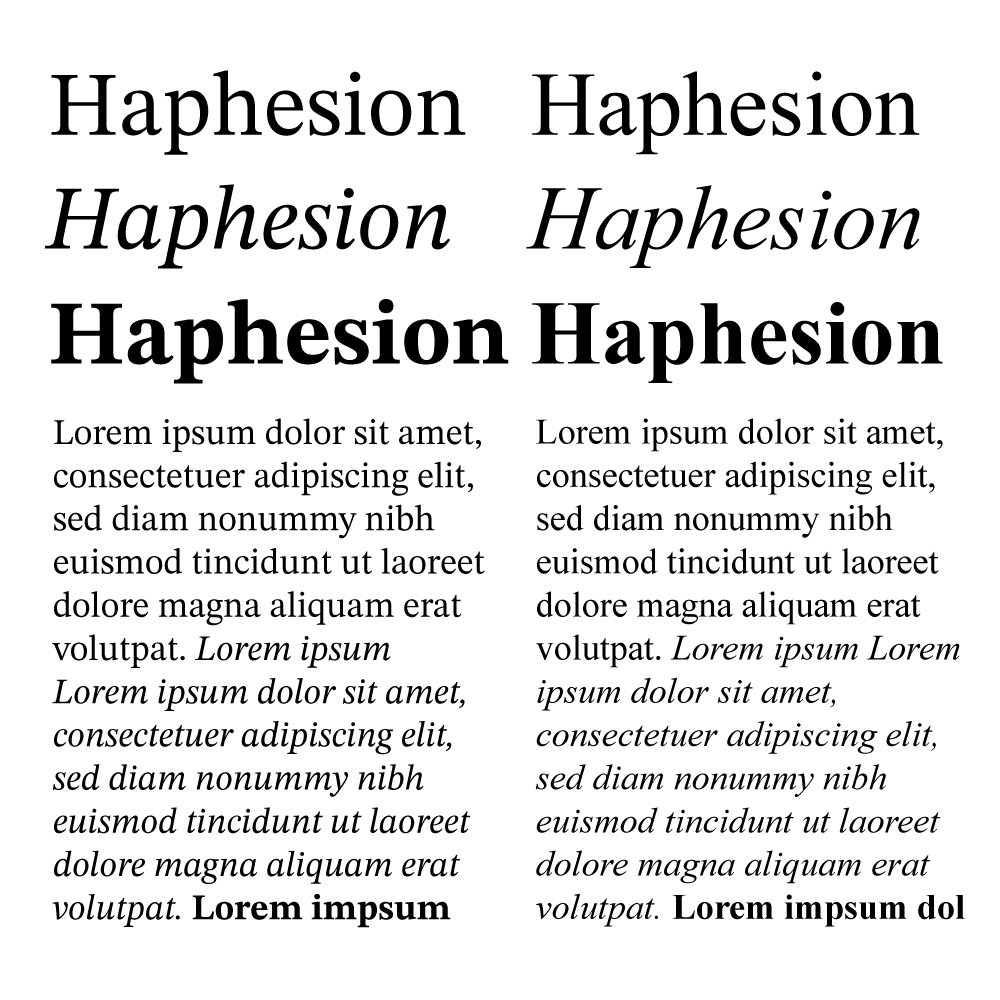 Haphesion
Haphesion
Haphesion
Lorem ipsum dolor sit amet,
consectetuer adipiscing elit,
sed diam nonummy nibh
euismod tincidunt ut laoreet
dolore magna aliquam erat
volutpat. Lorem ipsum
Lorem ipsum dolor sit amet,
consectetuer adipiscing elit,
sed diam nonummy nibh
euismod tincidunt ut laoreet
dolore magna aliquam erat
volutpat. Lorem impsum
Haphesion
Haphesion
Haphesion
Lorem ipsum dolor sit amet,
consectetuer adipiscing elit,
sed diam nonummy nibh
euismod tincidunt ut laoreet
dolore magna aliquam erat
volutpat. Lorem ipsum Lorem
ipsum dolor sit amet,
consectetuer adipiscing elit,
sed diam nonummy nibh
euismod tincidunt ut laoreet
dolore magna aliquam erat
volutpat. Lorem impsum dol